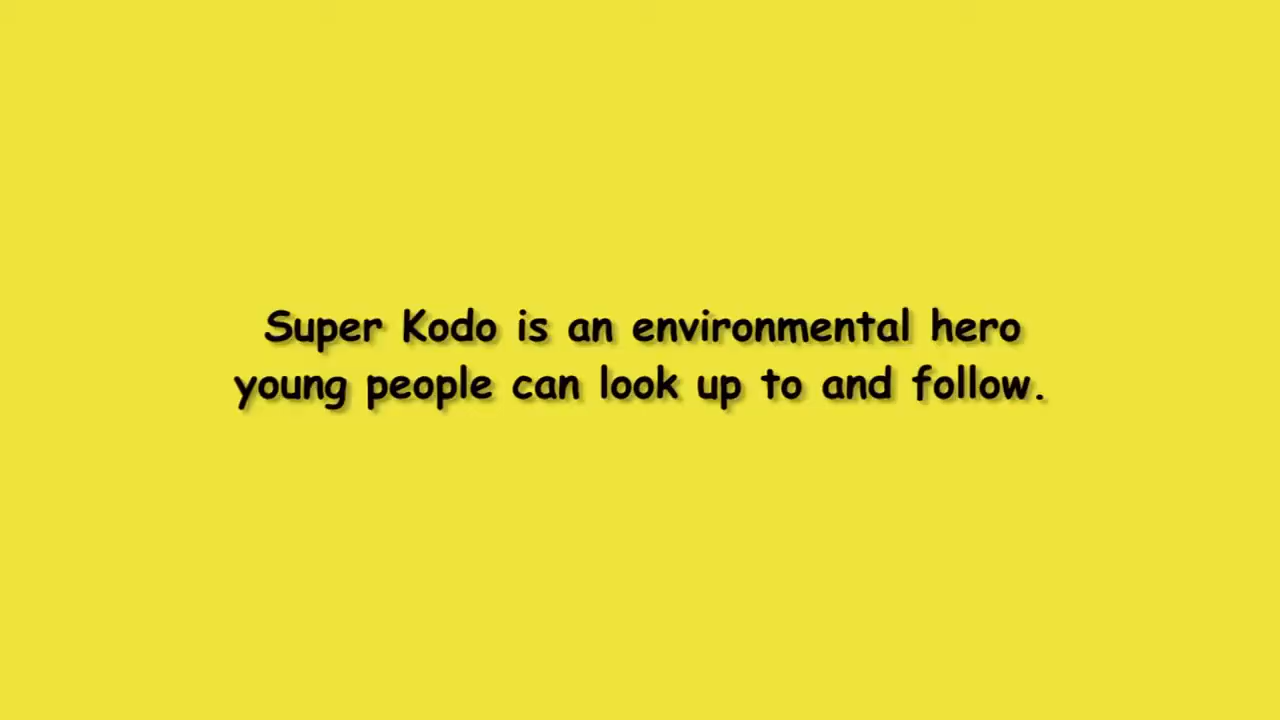 Super Kodo is an environmental hero
young people can look up to and follow.